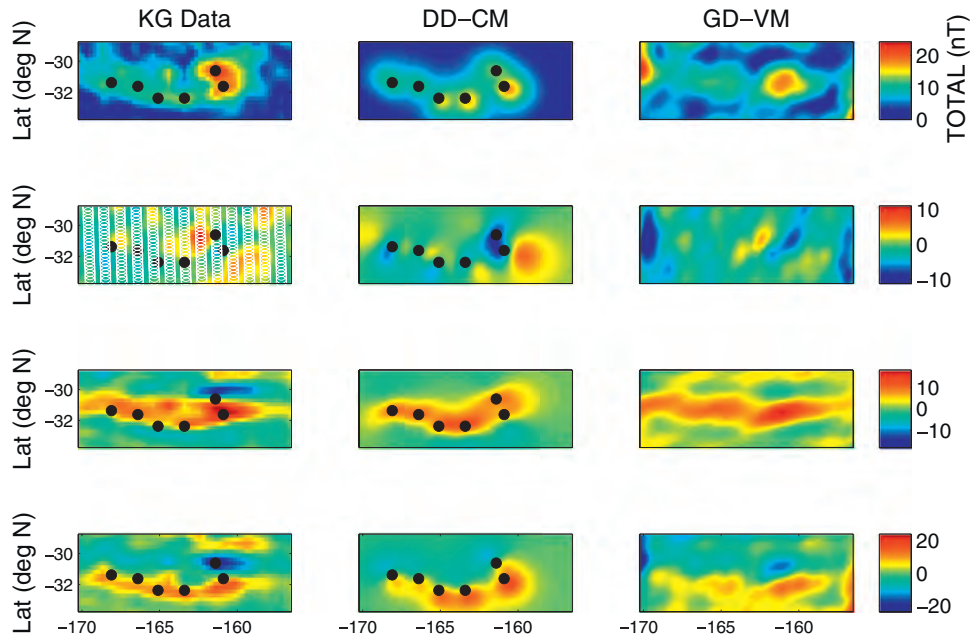 KG Data DD–CM GD–VM
Lat (deg N) −30 −32 20 10 0 TOTAL (nT)
Lat (deg N) −30 −32 10 0 −10
Lat (deg N) −30 −32 10 0 −10
Lat (deg N) −30 −32 20 0 −20
−170 −165 −160 −170 −165 −160 −170 −165 −160